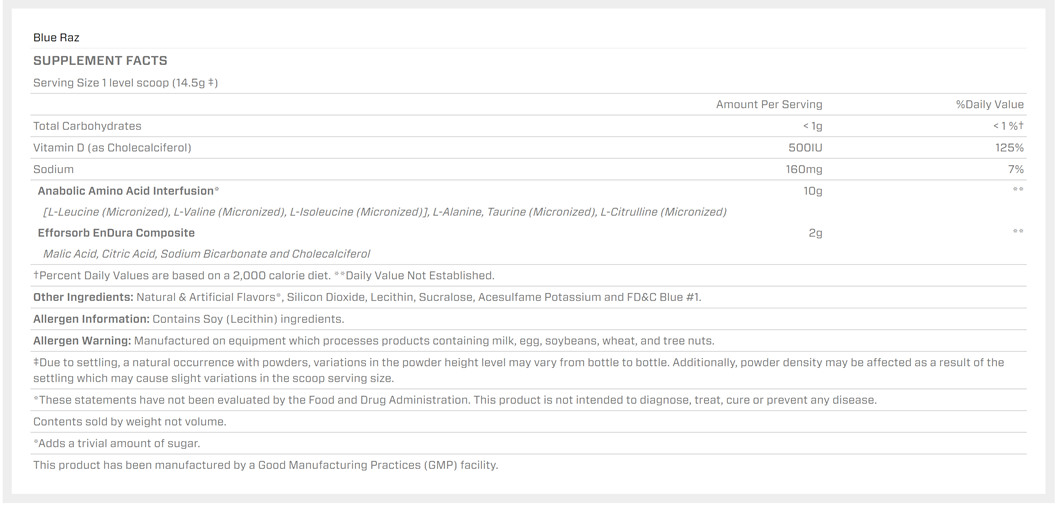 Blue Raz
SUPPLEMENT FACTS
Serving Size 1 level scoop (14.5g ‡)
Amount Per Serving %Daily Value
Total Carbohydrates < 1g < 1 %†
Vitamin D (as Cholecalciferol) 500IU 125%
Sodium 160mg 7%
Anabolic Amino Acid Interfusion* 10g **
[L-Leucine (Micronized), L-Valine (Micronized), L-Isoleucine (Micronized)], L-Alanine, Taurine (Micronized), L-Citrulline (Micronized)
Efforsorb EnDura Composite 2g **
Malic Acid, Citric Acid, Sodium Bicarbonate and Cholecalciferol
†Percent Daily Values are based on a 2,000 calorie diet. **Daily Value Not Established.
Other Ingredients: Natural & Artificial Flavors*, Silicon Dioxide, Lecithin, Sucralose, Acesulfame Potassium and FD&C Blue #1.
Allergen Information: Contains Soy (Lecithin) ingredients.
Allergen Warning: Manufactured on equipment which processes products containing milk, egg, soybeans, wheat, and tree nuts.
‡Due to settling, a natural occurrence with powders, variations in the powder height level may vary from bottle to bottle. Additionally, powder density may be affected as a result of the
settling which may cause slight variations in the scoop serving size.
*These statements have not been evaluated by the Food and Drug Administration. This product is not intended to diagnose, treat, cure or prevent any disease.
Contents sold by weight not volume.
*Adds a trivial amount of sugar.
This product has been manufactured by a Good Manufacturing Practices (GMP) facility.